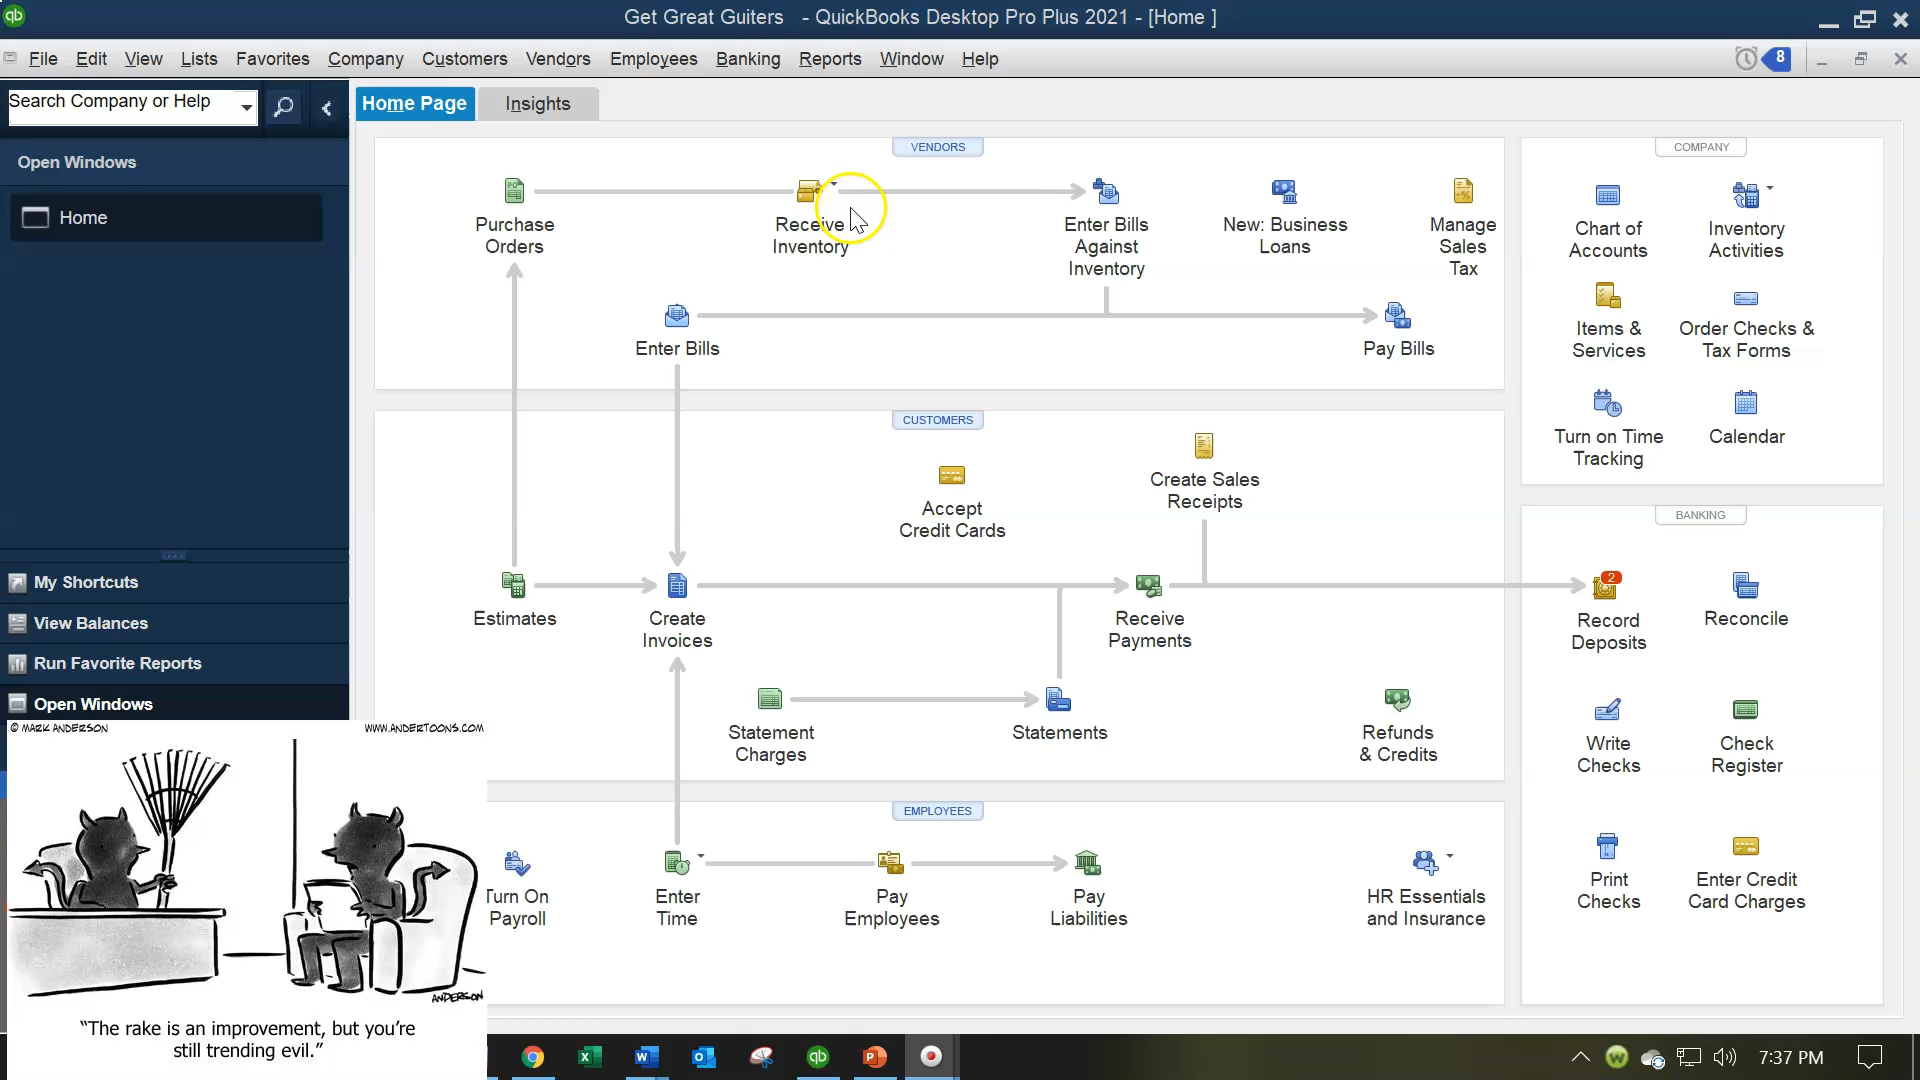 qb
Get Great Guiters - QuickBooks Desktop Pro Plus 2021 - [Home ]
File Edit View Lists Favorites Company Customers Vendors Employees Banking Reports Window Help
8
Search Company or Help
Home Page
Insights
Open Windows
Home
VENDORS
COMPANY
Purchase
Orders
Receive
Inventory
Enter Bills
Against
Inventory
New: Business
Loans
Manage
Sales
Tax
Chart of
Accounts
Inventory
Activities
Enter Bills
Pay Bills
Items &
Services
Order Checks &
Tax Forms
CUSTOMERS
Turn on Time
Tracking
Calendar
Accept
Credit Cards
Create Sales
Receipts
BANKING
My Shortcuts
View Balances
Run Favorite Reports
Open Windows
Estimates
Create
Invoices
Receive
Payments
2
Record
Deposits
Reconcile
Statement
Charges
Statements
Refunds
& Credits
Write
Checks
Check
Register
EMPLOYEES
Turn On
Payroll
Enter
Time
Pay
Employees
Pay
Liabilities
HR Essentials
and Insurance
Print
Checks
Enter Credit
Card Charges
© MARK ANDERSON
WWW.ANDERTOONS.COM
ANDERSON
“The rake is an improvement, but you’re
still trending evil.”
7:37 PM